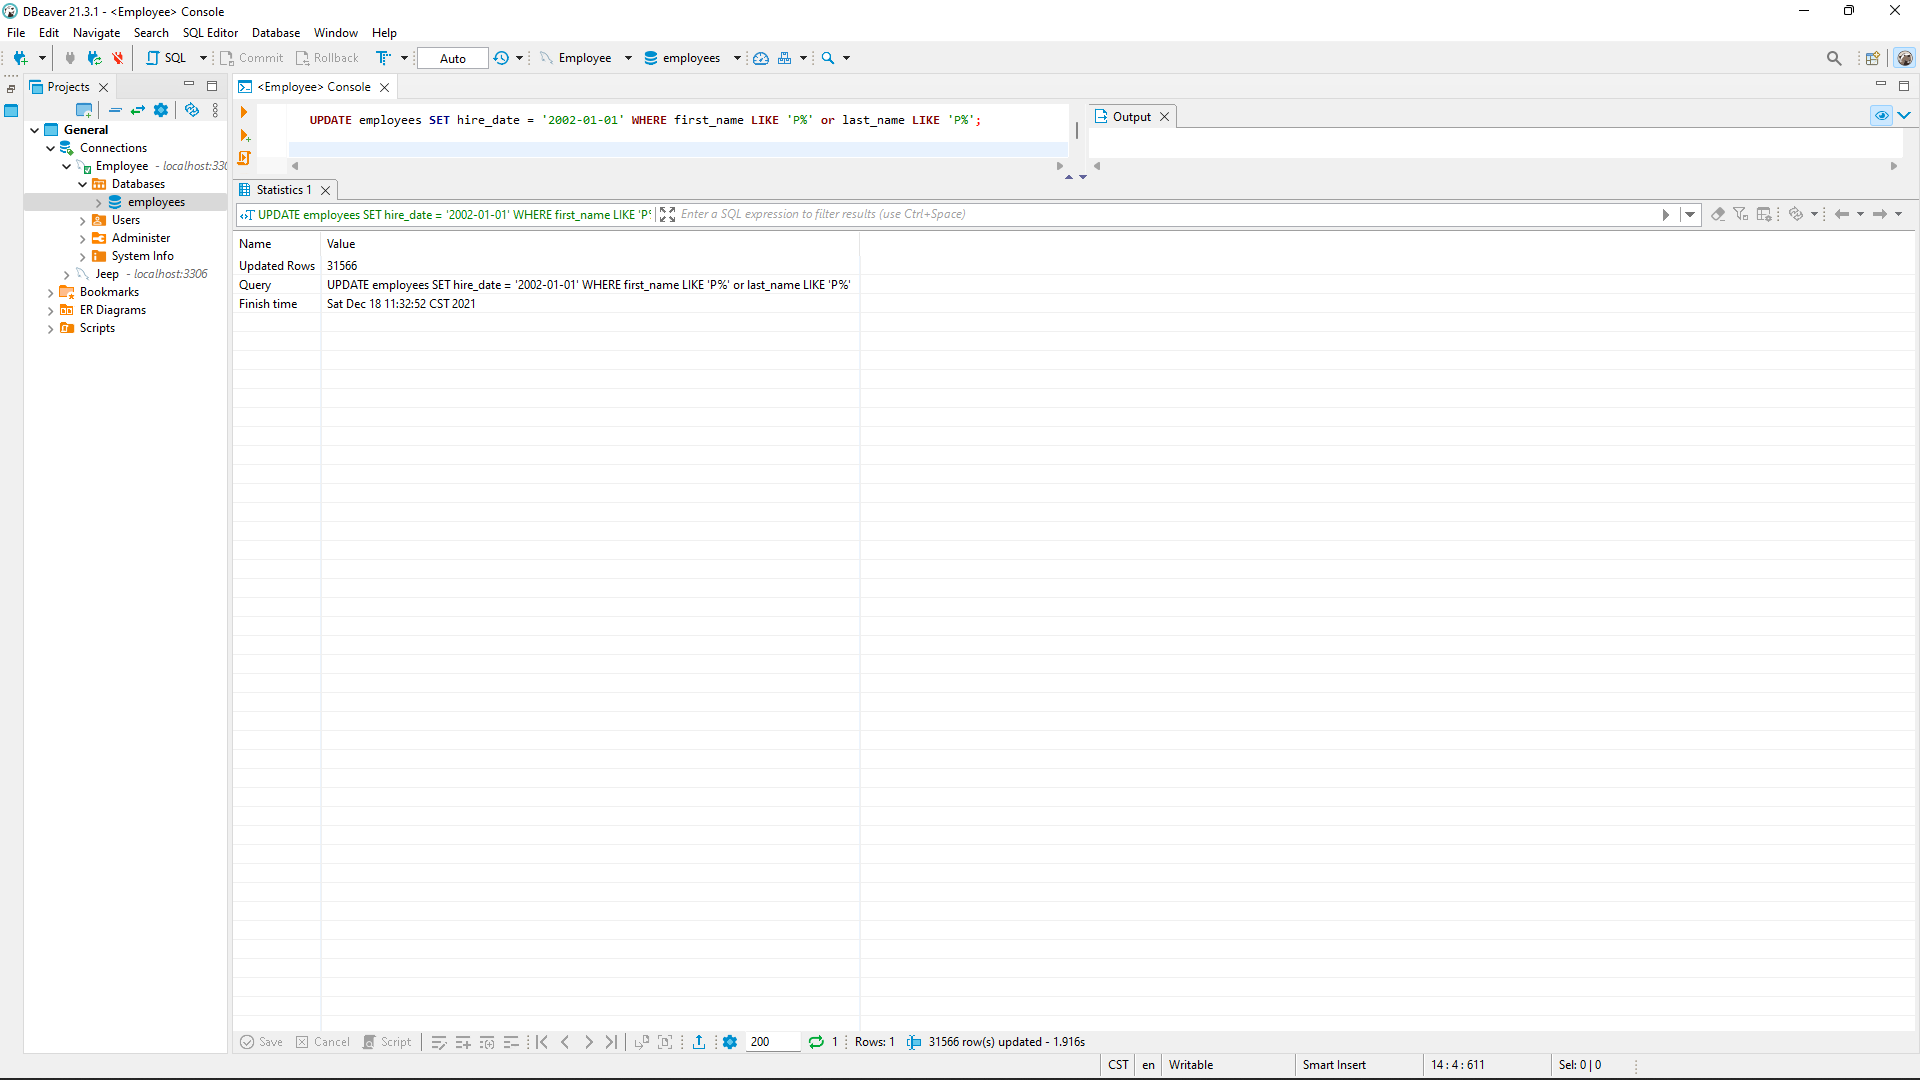 DBeaver 21.3.1 - <Employee> Console
File Edit Navigate Search SQL Editor Database Window Help
SQL Commit Rollback Auto Employee employees
Projects
<Employee> Console
General
Connections
Employee - localhost:330
Databases
employees
Users
Administer
System Info
Jeep - localhost:3306
Bookmarks
ER Diagrams
Scripts
UPDATE employees SET hire_date = '2002-01-01' WHERE first_name LIKE 'P%' or last_name LIKE 'P%';
Output
Statistics 1
UPDATE employees SET hire_date = '2002-01-01' WHERE first_name LIKE 'P%
Enter a SQL expression to filter results (use Ctrl+Space)
Name Value
Updated Rows 31566
Query UPDATE employees SET hire_date = '2002-01-01' WHERE first_name LIKE 'P%' or last_name LIKE 'P%'
Finish time Sat Dec 18 11:32:52 CST 2021
Save Cancel Script 200 1 Rows: 1 31566 row(s) updated - 1.916s
CST en Writable Smart Insert 14 : 4 : 611 Sel: 0 | 0